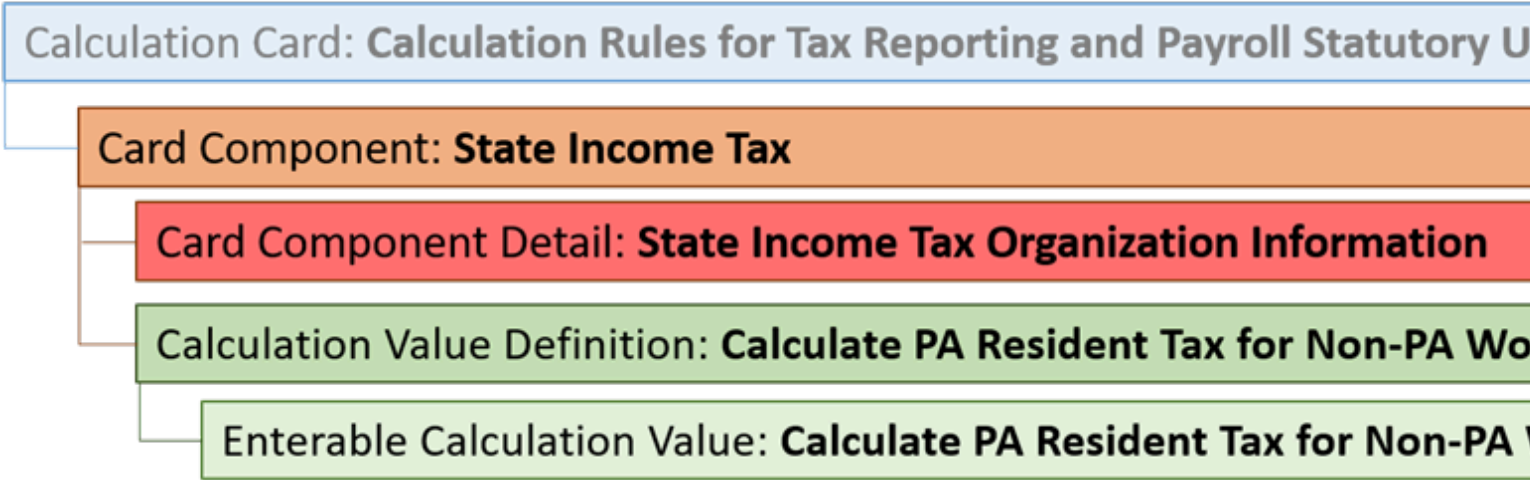 Calculation Card: Calculation Rules for Tax Reporting and Payroll Statutory U
Card Component: State Income Tax
Card Component Detail: State Income Tax Organization Information
Calculation Value Definition: Calculate PA Resident Tax for Non-PA Wo
Enterable Calculation Value: Calculate PA Resident Tax for Non-PA